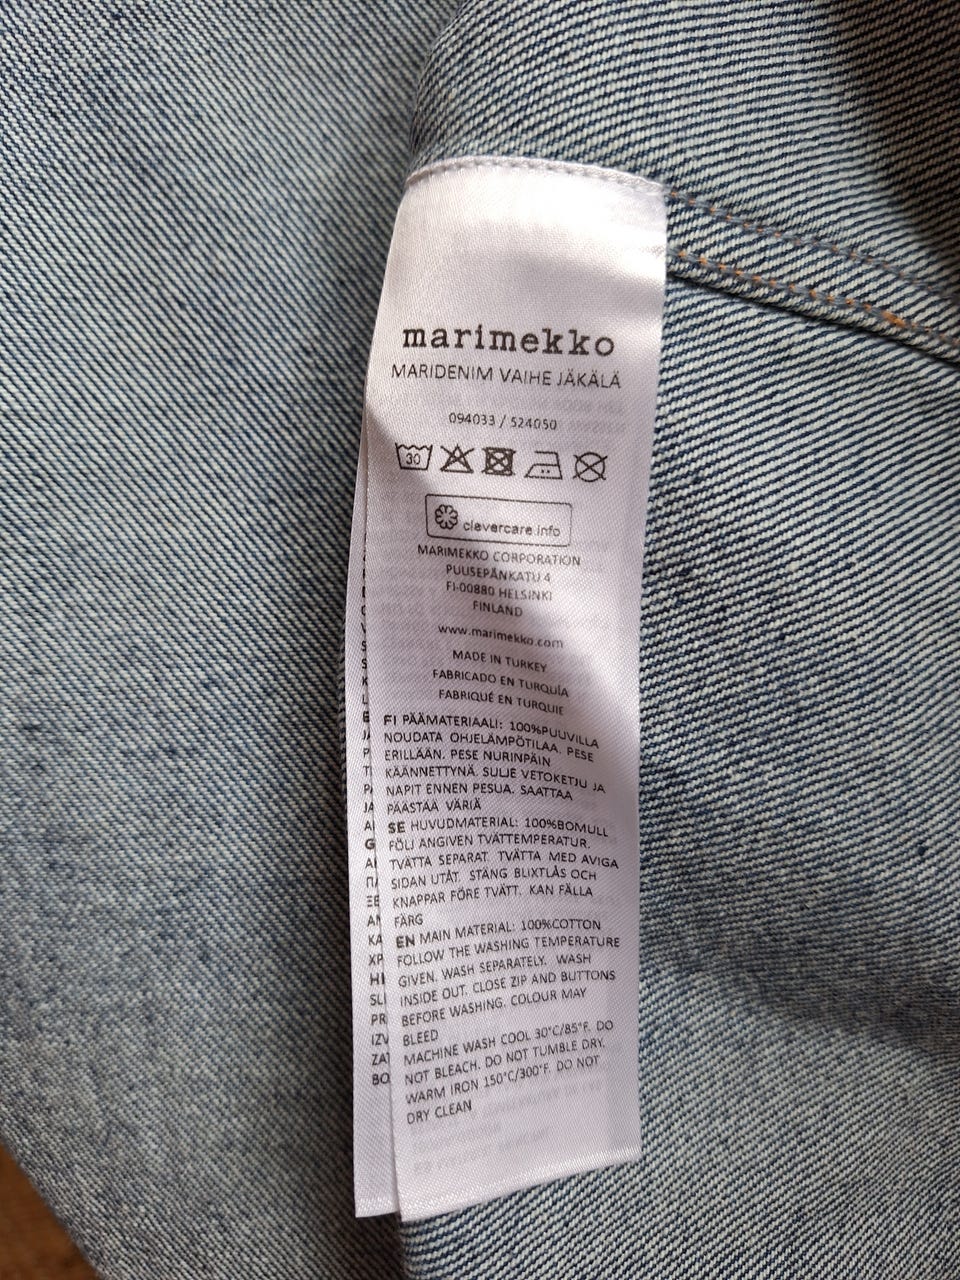 marimekko
MARIDENIM VAIHE JÄKÄLÄ
094033 / 524050
30
clevercare.info
MARIMEKKO CORPORATION
PUUSEPÄNKATU 4
FI-00880 HELSINKI
FINLAND
www.marimekko.com
MADE IN TURKEY
FABRICADO EN TURQUÍA
FABRIQUÉ EN TURQUIE
FI PÄÄMATERIAALI: 100%PUUVILLA
NOUDATA OHJELÄMPÖTILAA. PESE
ERILLÄÄN. PESE NURINPÄIN
KÄÄNNETTYNÄ. SULJE VETOKETJU JA
NAPIT ENNEN PESUA. SAATTAA
PÄÄSTÄÄ VÄRIÄ
SE HUVUDMATERIAL: 100%BOMULL
FÖLJ ANGIVEN TVÄTTEMPERATUR.
TVÄTTA SEPARAT. TVÄTTA MED AVIGA
SIDAN UTÅT. STÄNG BLIXTLÅS OCH
KNAPPAR FÖRE TVÄTT. KAN FÄLLA
FÄRG
EN MAIN MATERIAL: 100%COTTON
FOLLOW THE WASHING TEMPERATURE
GIVEN. WASH SEPARATELY. WASH
INSIDE OUT. CLOSE ZIP AND BUTTONS
BEFORE WASHING. COLOUR MAY
BLEED
MACHINE WASH COOL 30°C/85°F. DO
NOT BLEACH. DO NOT TUMBLE DRY.
WARM IRON 150°C/300°F. DO NOT
DRY CLEAN